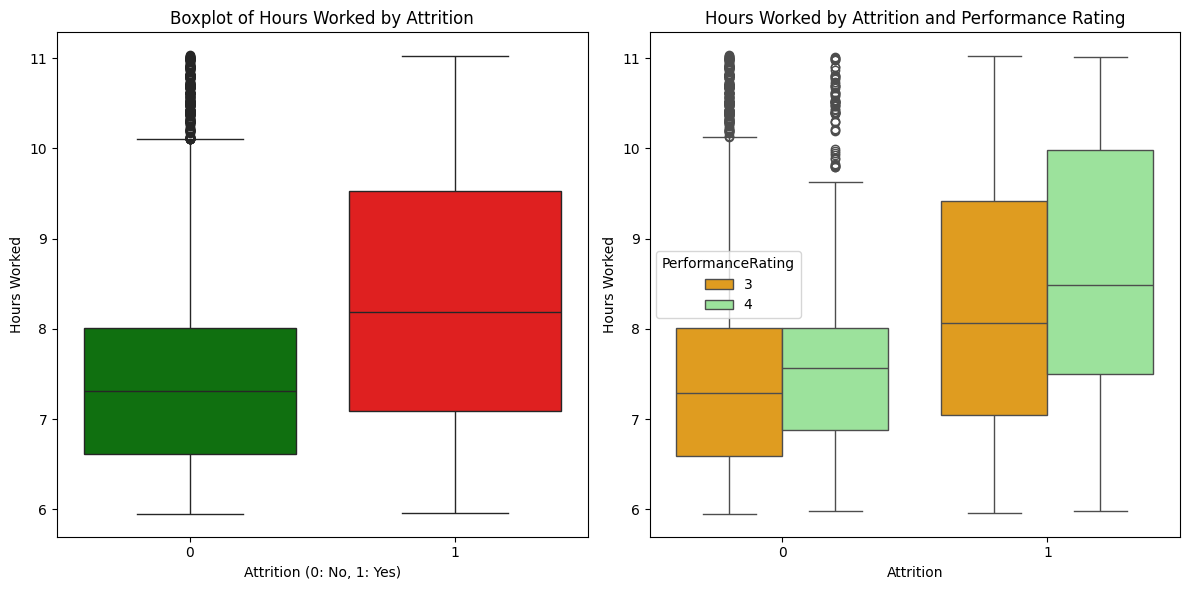 Boxplot of Hours Worked by Attrition
Hours Worked
11
10
9
8
7
6
0
1
Attrition (0: No, 1: Yes)
Hours Worked by Attrition and Performance Rating
Hours Worked
11
10
9
8
7
6
PerformanceRating
3
4
0
1
Attrition